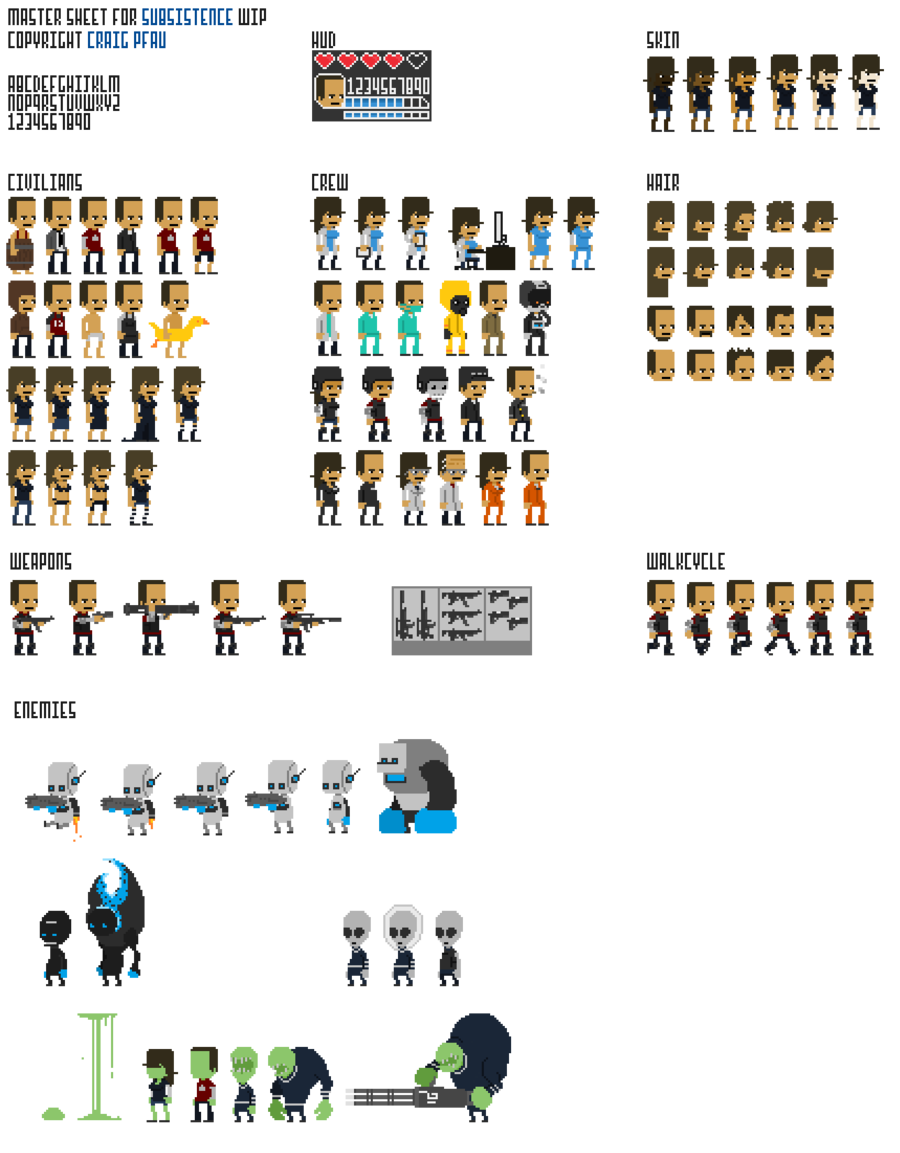 MASTER SHEET FOR SUBSISTENCE WIP
COPYRIGHT CRAIG PFAU
ABCDEFGHIJKLM
NOPQRSTUVWXYZ
1234567890
HUD
1234567890
SKIN
CIVILIANS
CREW
HAIR
WEAPONS
WALKCYCLE
ENEMIES